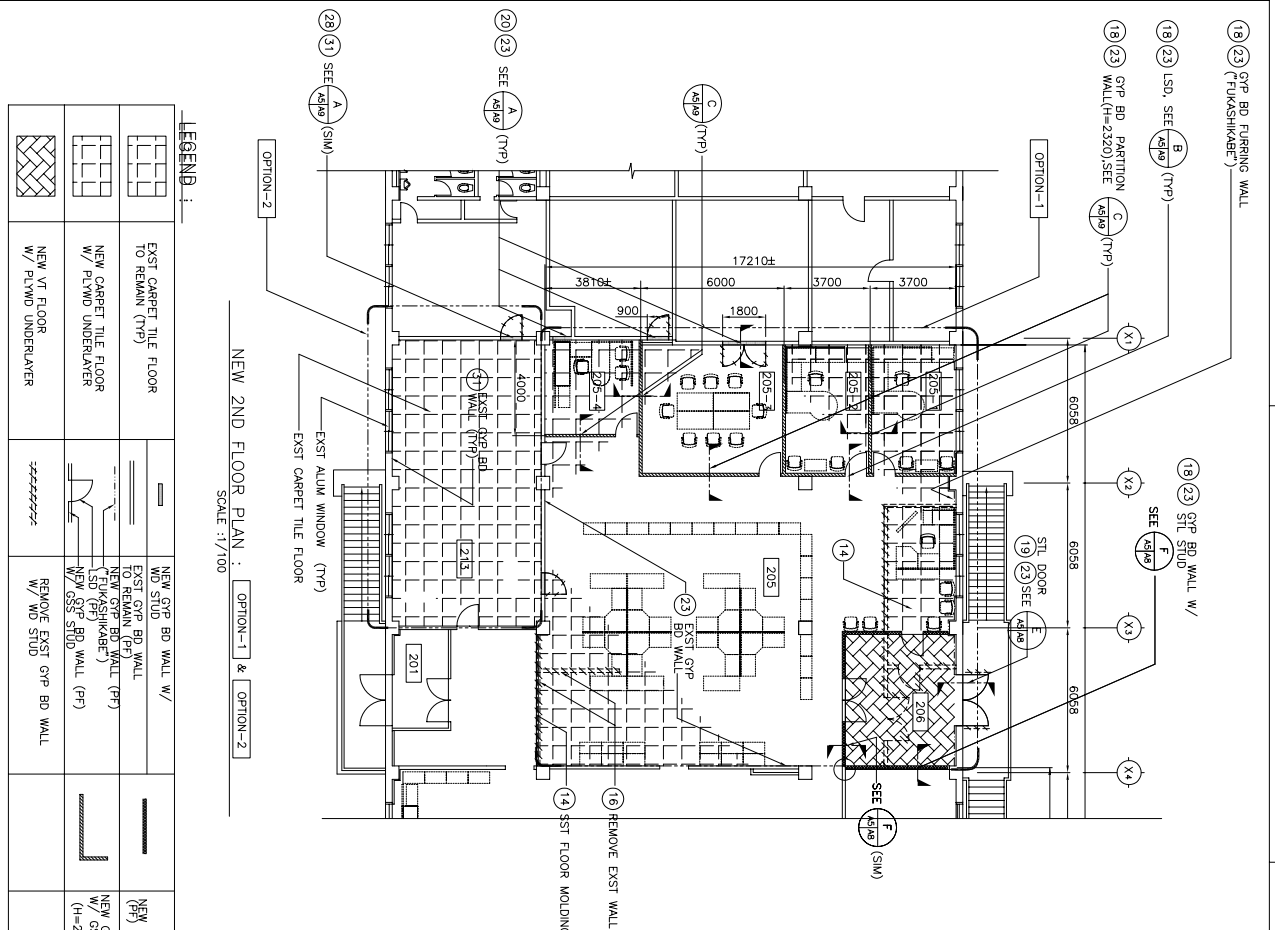 18 23 GYP BD FURRING WALL
("FUKASHIKABE")
18 23 LSD, SEE B A5 A9 (TYP)
18 23 GYP BD PARTITION
WALL(H=2320),SEE C A5 A9 (TYP)
C A5 A9 (TYP)
20 23 SEE A A5 A9 (TYP)
28 31 SEE A A5 A9 (SIM)
OPTION-1
OPTION-2
X1
X2
X3
X4
6058
6058
6058
17210±
3810±
6000
3700
3700
900
1800
4000
205-4
205-3
205-2
205-
205
206
213
201
18 23 GYP BD WALL W/
STL STUD
SEE F A5 A8
STL DOOR
19 23 SEE E A5 A8
14
23 EXST GYP
BD WALL
31 EXST GYP BD
WALL (TYP)
SEE F A5 A8 (SIM)
16 REMOVE EXST WALL
14 SST FLOOR MOLDING
EXST ALUM WINDOW (TYP)
EXST CARPET TILE FLOOR
NEW 2ND FLOOR PLAN : OPTION-1 & OPTION-2
SCALE :1/100
LEGEND :
EXST CARPET TILE FLOOR
TO REMAIN (TYP)
NEW CARPET TILE FLOOR
W/ PLYWD UNDERLAYER
NEW VT FLOOR
W/ PLYWD UNDERLAYER
NEW GYP BD WALL W/
WD STUD
EXST GYP BD WALL
TO REMAIN (PF)
NEW GYP BD WALL (PF)
("FUKASHIKABE")
LSD (PF)
NEW GYP BD WALL (PF)
W/ GSS STUD
REMOVE EXST GYP BD WALL
W/ WD STUD
NEW
(PF)
NEW
W/
(H=2